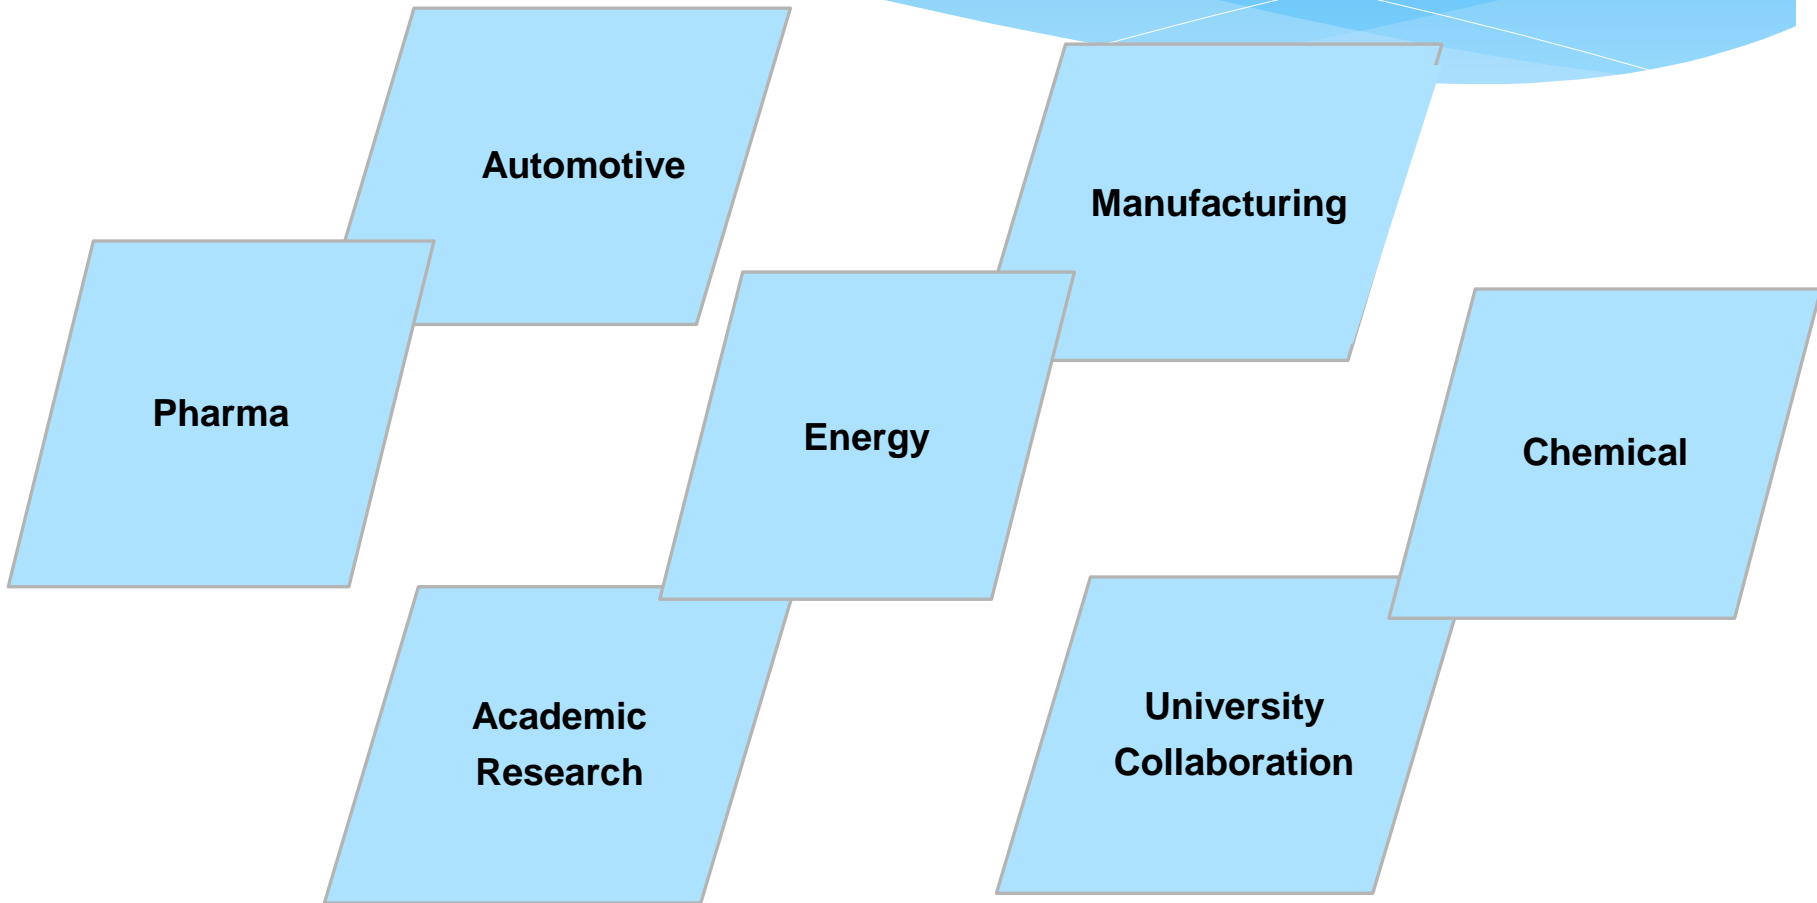 Automotive
Manufacturing
Pharma
Energy
Chemical
Academic
Research
University
Collaboration